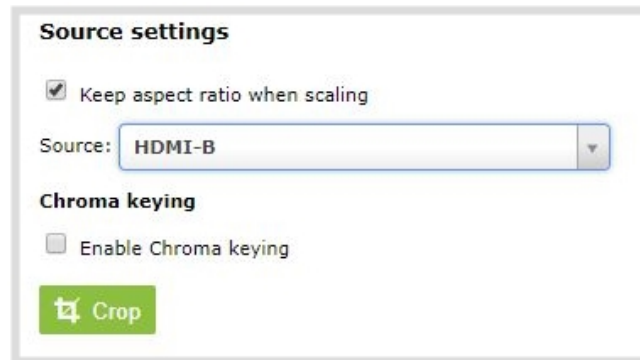 Source settings
Keep aspect ratio when scaling
Source: HDMI-B
Chroma keying
Enable Chroma keying
Crop